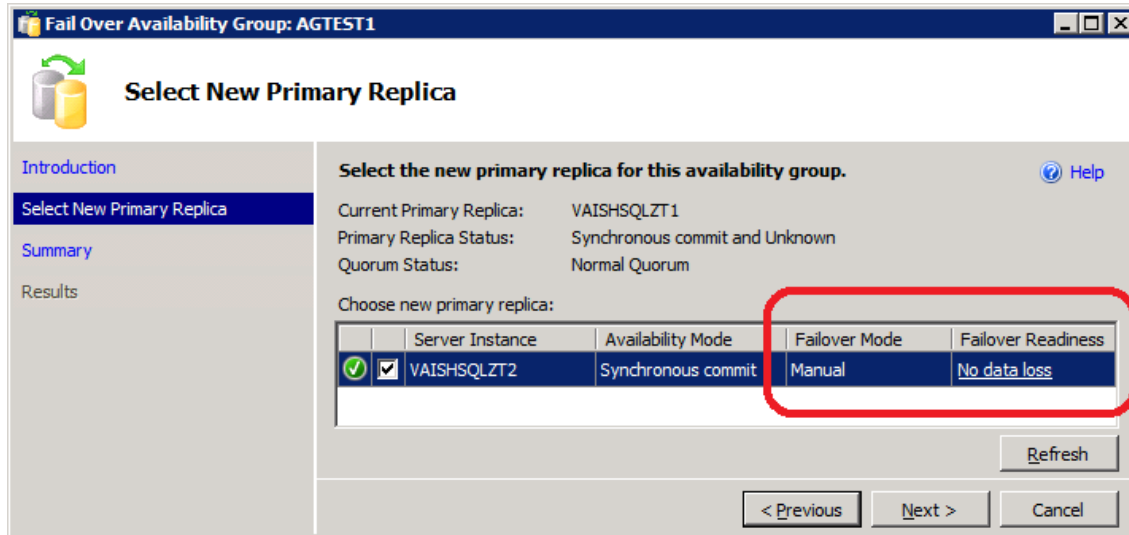 Fail Over Availability Group: AGTEST1
Select New Primary Replica
Introduction
Select New Primary Replica
Summary
Results
Select the new primary replica for this availability group.
Help
Current Primary Replica: VAISHSQLZT1
Primary Replica Status: Synchronous commit and Unknown
Quorum Status: Normal Quorum
Choose new primary replica:
Server Instance Availability Mode Failover Mode Failover Readiness
VAISHSQLZT2 Synchronous commit Manual No data loss
Refresh
< Previous Next > Cancel